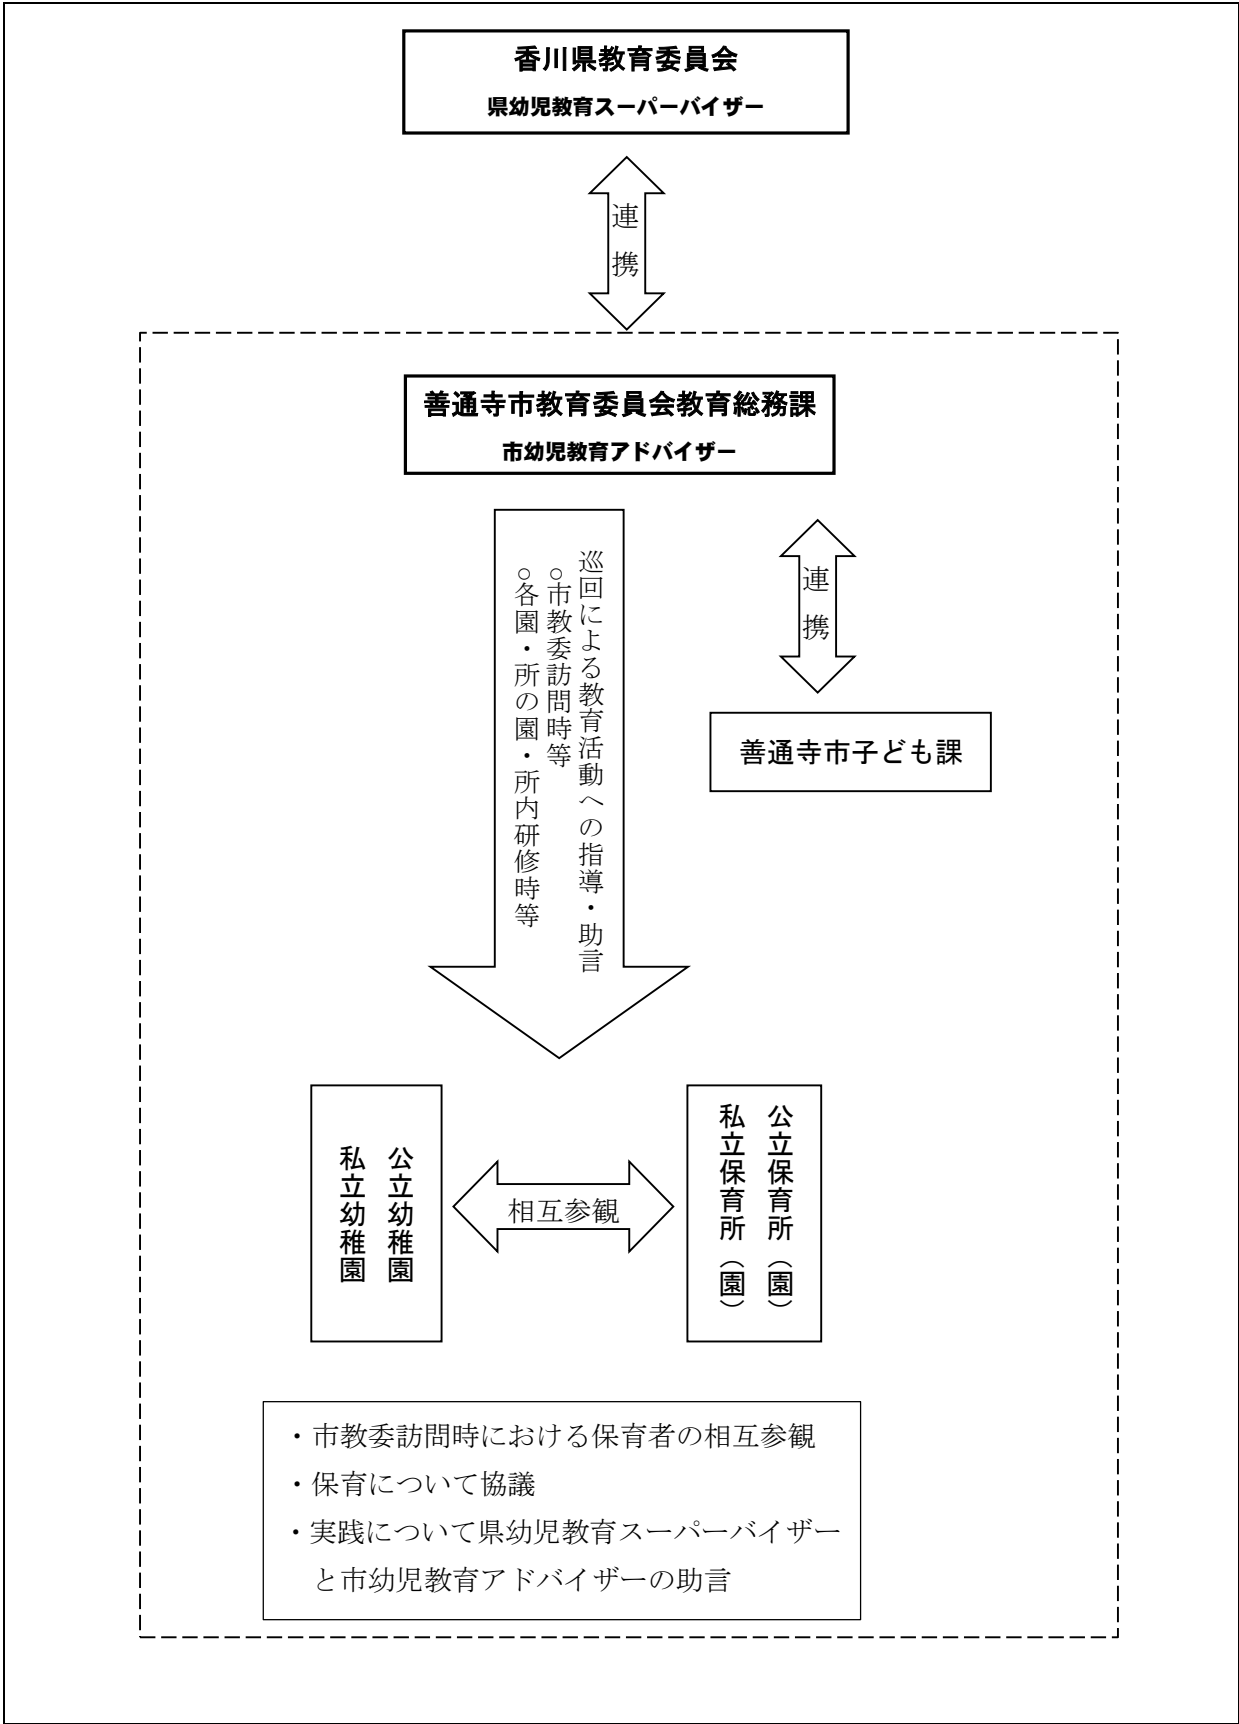 香川県教育委員会
県幼児教育スーパーバイザー
連携
善通寺市教育委員会教育総務課
市幼児教育アドバイザー
巡回による教育活動への指導・助言
○市教委訪問時等
○各園・所の園・所内研修時等
連携
善通寺市子ども課
公立幼稚園
私立幼稚園
相互参観
公立保育所（園）
私立保育所（園）
・市教委訪問時における保育者の相互参観
・保育について協議
・実践について県幼児教育スーパーバイザー
と市幼児教育アドバイザーの助言